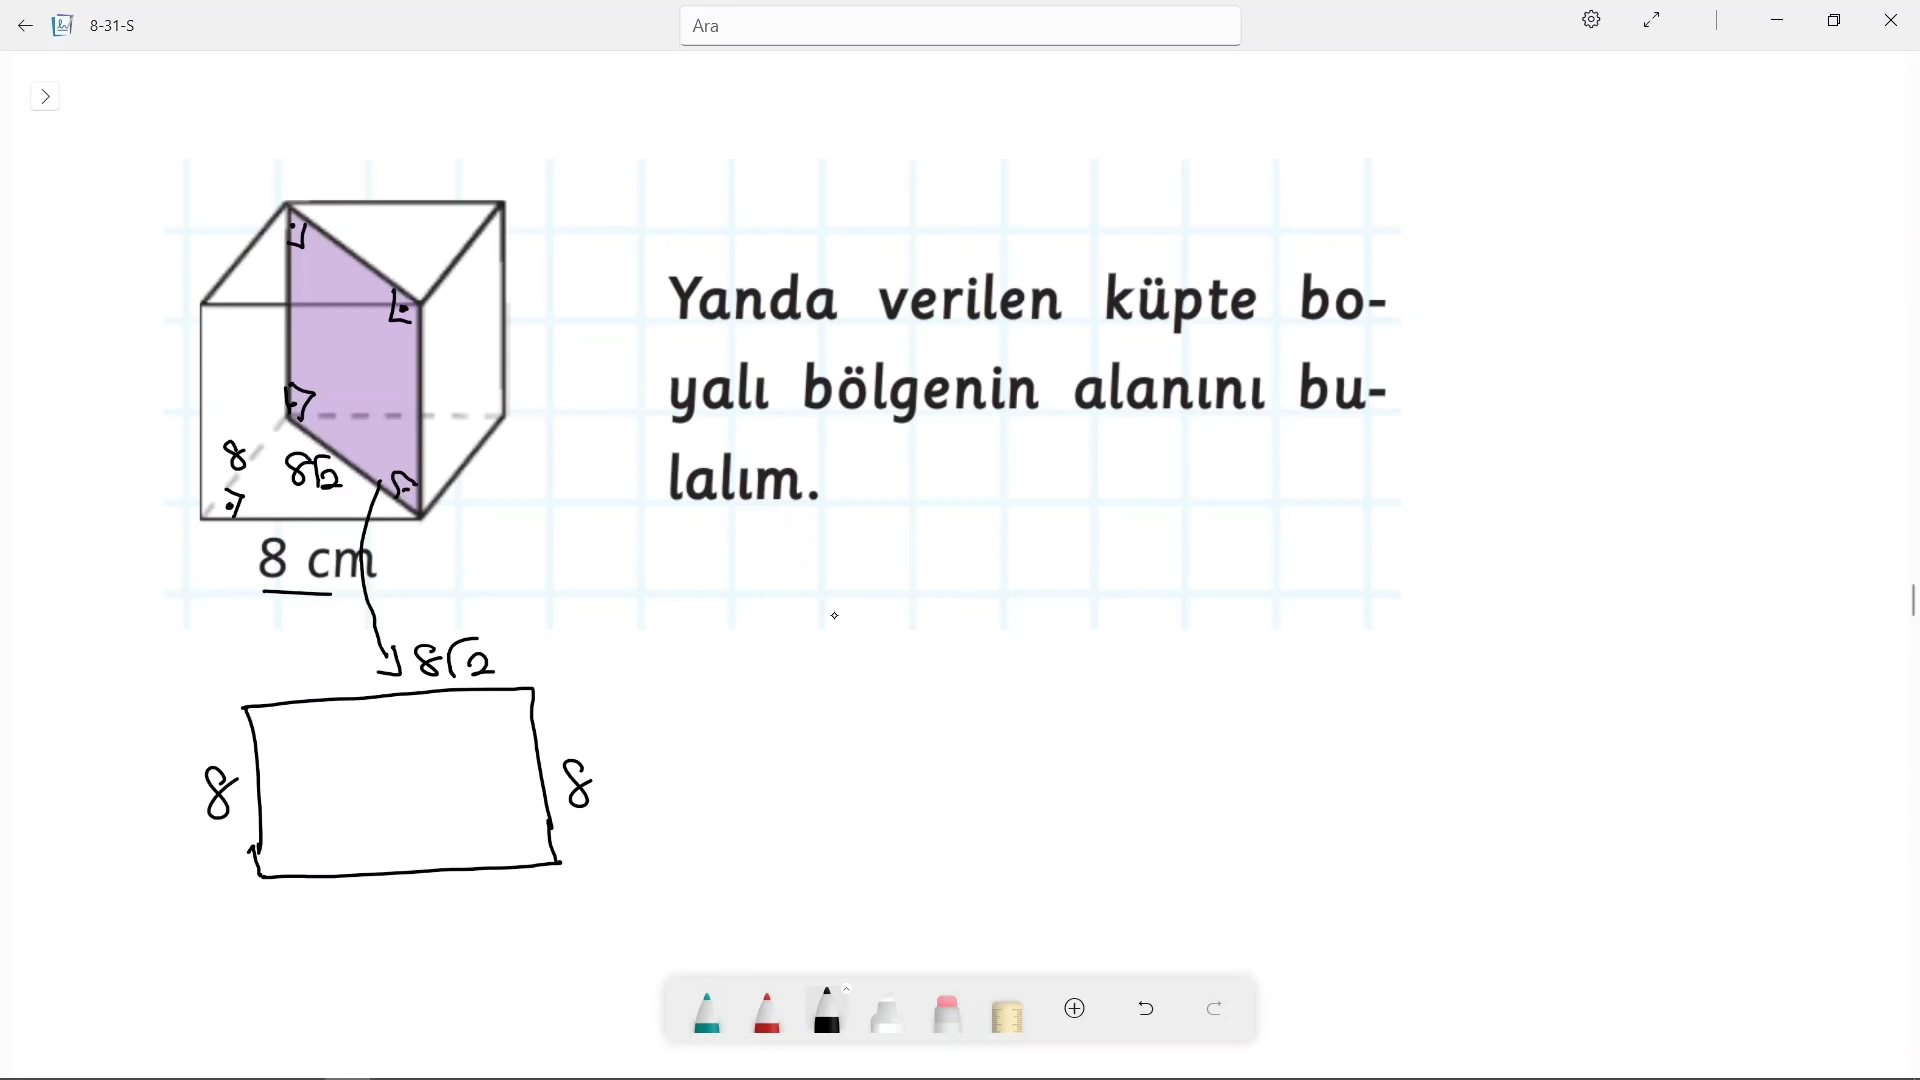 8-31-S
Ara
Yanda verilen küpte bo-
yalı bölgenin alanını bu-
lalım.
8
8√2
8 cm
8√2
8
8